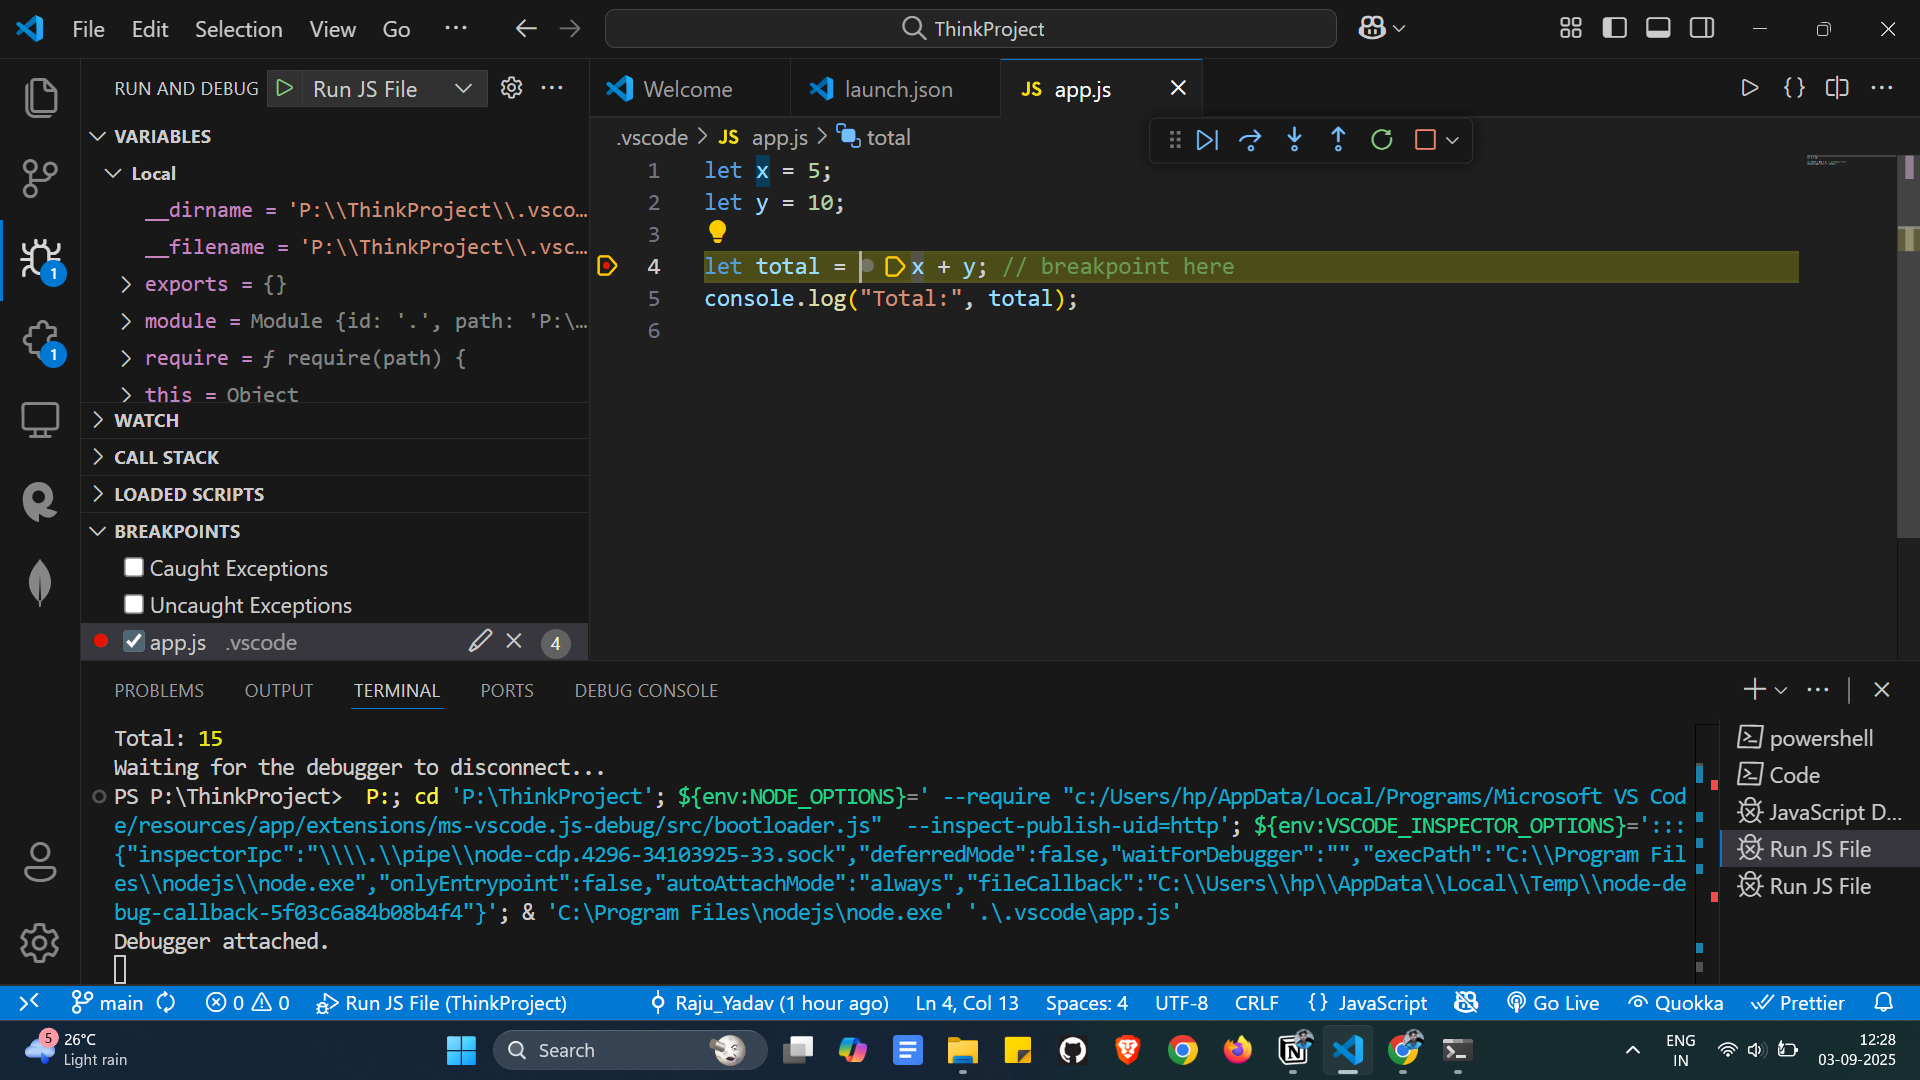 File Edit Selection View Go ··· ThinkProject
RUN AND DEBUG Run JS File ···
Welcome launch.json JS app.js
.vscode > JS app.js > total
VARIABLES
Local
__dirname = 'P:\\ThinkProject\\.vsco…
__filename = 'P:\\ThinkProject\\.vsc…
exports = {}
module = Module {id: '.', path: 'P:\…
require = ƒ require(path) {
this = Object
WATCH
CALL STACK
LOADED SCRIPTS
BREAKPOINTS
Caught Exceptions
Uncaught Exceptions
app.js .vscode 4
1
1
1 let x = 5;
2 let y = 10;
3
4 let total = x + y; // breakpoint here
5 console.log("Total:", total);
6
PROBLEMS OUTPUT TERMINAL PORTS DEBUG CONSOLE
Total: 15
Waiting for the debugger to disconnect...
PS P:\ThinkProject>  P:; cd 'P:\ThinkProject'; ${env:NODE_OPTIONS}=' --require "c:/Users/hp/AppData/Local/Programs/Microsoft VS Cod
e/resources/app/extensions/ms-vscode.js-debug/src/bootloader.js"  --inspect-publish-uid=http'; ${env:VSCODE_INSPECTOR_OPTIONS}=':::
{"inspectorIpc":"\\\\.\\pipe\\node-cdp.4296-34103925-33.sock","deferredMode":false,"waitForDebugger":"","execPath":"C:\\Program Fil
es\\nodejs\\node.exe","onlyEntrypoint":false,"autoAttachMode":"always","fileCallback":"C:\\Users\\hp\\AppData\\Local\\Temp\\node-de
bug-callback-5f03c6a84b08b4f4"}'; & 'C:\Program Files\nodejs\node.exe' '.\.vscode\app.js'
Debugger attached.
powershell
Code
JavaScript D...
Run JS File
Run JS File
main 0 0 Run JS File (ThinkProject) Raju_Yadav (1 hour ago) Ln 4, Col 13 Spaces: 4 UTF-8 CRLF {} JavaScript Go Live Quokka Prettier
5
26°C
Light rain
Search
ENG
IN
12:28
03-09-2025